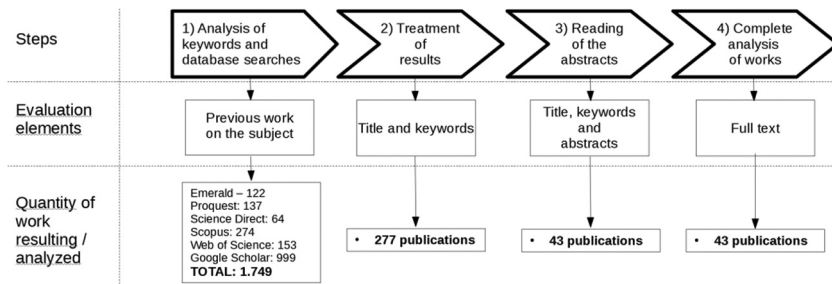 Steps
1) Analysis of
keywords and
database searches
2) Treatment
of
results
3) Reading
of the
abstracts
4) Complete
analysis
of works
Evaluation
elements
Previous work
on the subject
Title and keywords
Title, keywords
and
abstracts
Full text
Quantity of
work
resulting /
analyzed
Emerald – 122
Proquest: 137
Science Direct: 64
Scopus: 274
Web of Science: 153
Google Scholar: 999
TOTAL: 1.749
• 277 publications
• 43 publications
• 43 publications